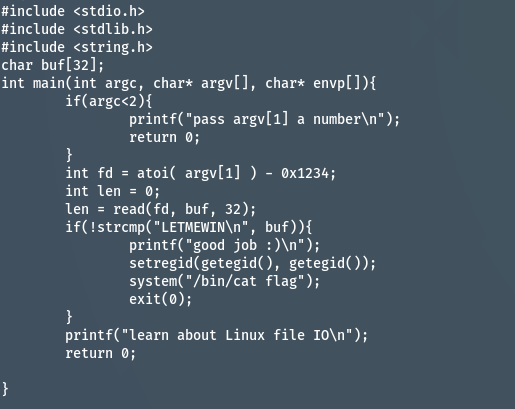 #include <stdio.h>
#include <stdlib.h>
#include <string.h>
char buf[32];
int main(int argc, char* argv[], char* envp[]){
        if(argc<2){
                printf("pass argv[1] a number\n");
                return 0;
        }
        int fd = atoi( argv[1] ) - 0x1234;
        int len = 0;
        len = read(fd, buf, 32);
        if(!strcmp("LETMEWIN\n", buf)){
                printf("good job :)\n");
                setregid(getegid(), getegid());
                system("/bin/cat flag");
                exit(0);
        }
        printf("learn about Linux file IO\n");
        return 0;

}